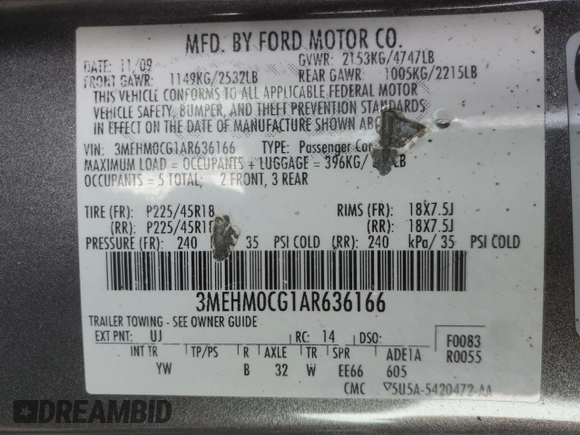 MFD. BY FORD MOTOR CO.
DATE: 11/09 GVWR: 2153KG/4747LB
FRONT GAWR: 1149KG/2532LB REAR GAWR: 1005KG/2215LB
THIS VEHICLE CONFORMS TO ALL APPLICABLE FEDERAL MOTOR
VEHICLE SAFETY, BUMPER, AND THEFT PREVENTION STANDARDS
IN EFFECT ON THE DATE OF MANUFACTURE SHOWN
VIN: 3MEHM0CG1AR636166 TYPE: Passenger Car
MAXIMUM LOAD = OCCUPANTS + LUGGAGE = 396KG/ LB
OCCUPANTS = 5 TOTAL; 2 FRONT, 3 REAR
TIRE (FR): P225/45R18 RIMS (FR): 18X7.5J
(RR): P225/45R18 (RR): 18X7.5J
PRESSURE (FR): 240 35 PSI COLD (RR): 240 kPa/ 35 PSI COLD
3MEHM0CG1AR636166
TRAILER TOWING - SEE OWNER GUIDE
EXT PNT: UJ RC: 14 DSO: F0083
INT TR TP/PS R AXLE TR SPR ADE1A R0055
YW B 32 W EE66 605
CMC 5U5A-5420472-AA
DREAMBID